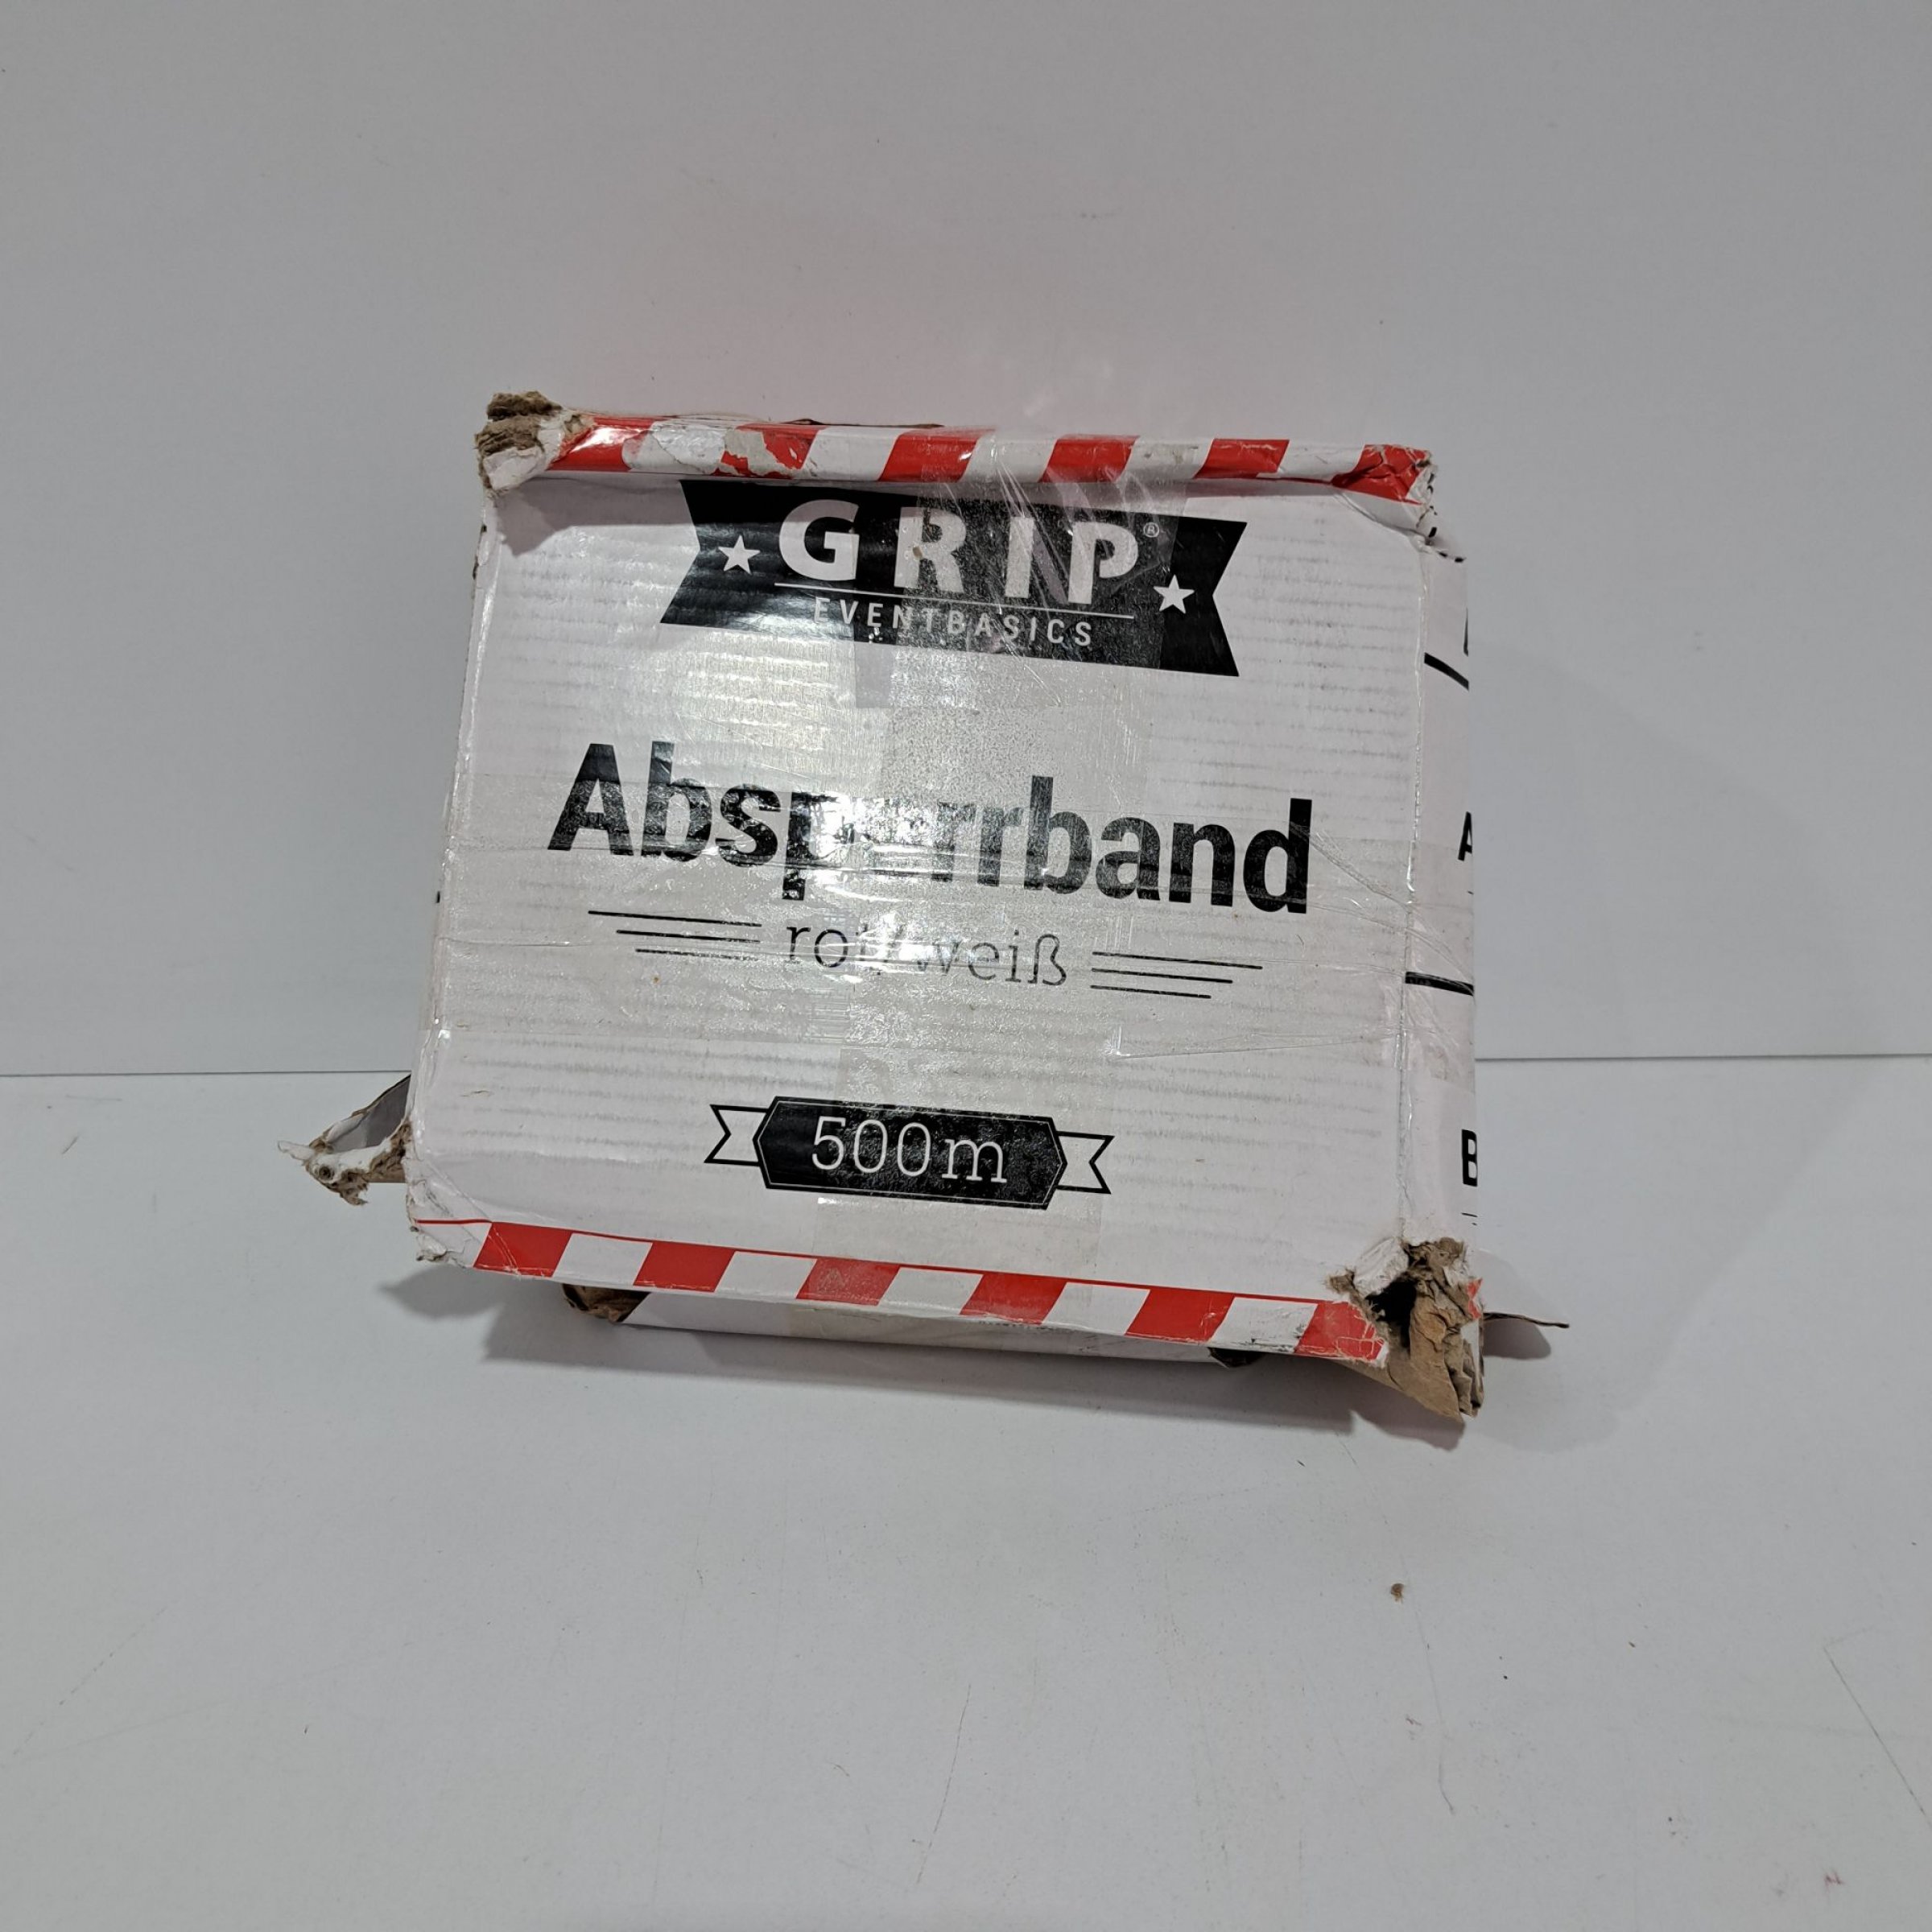 GRIP®
EVENTBASICS
Absperrband
rot/weiß
500m
A
B